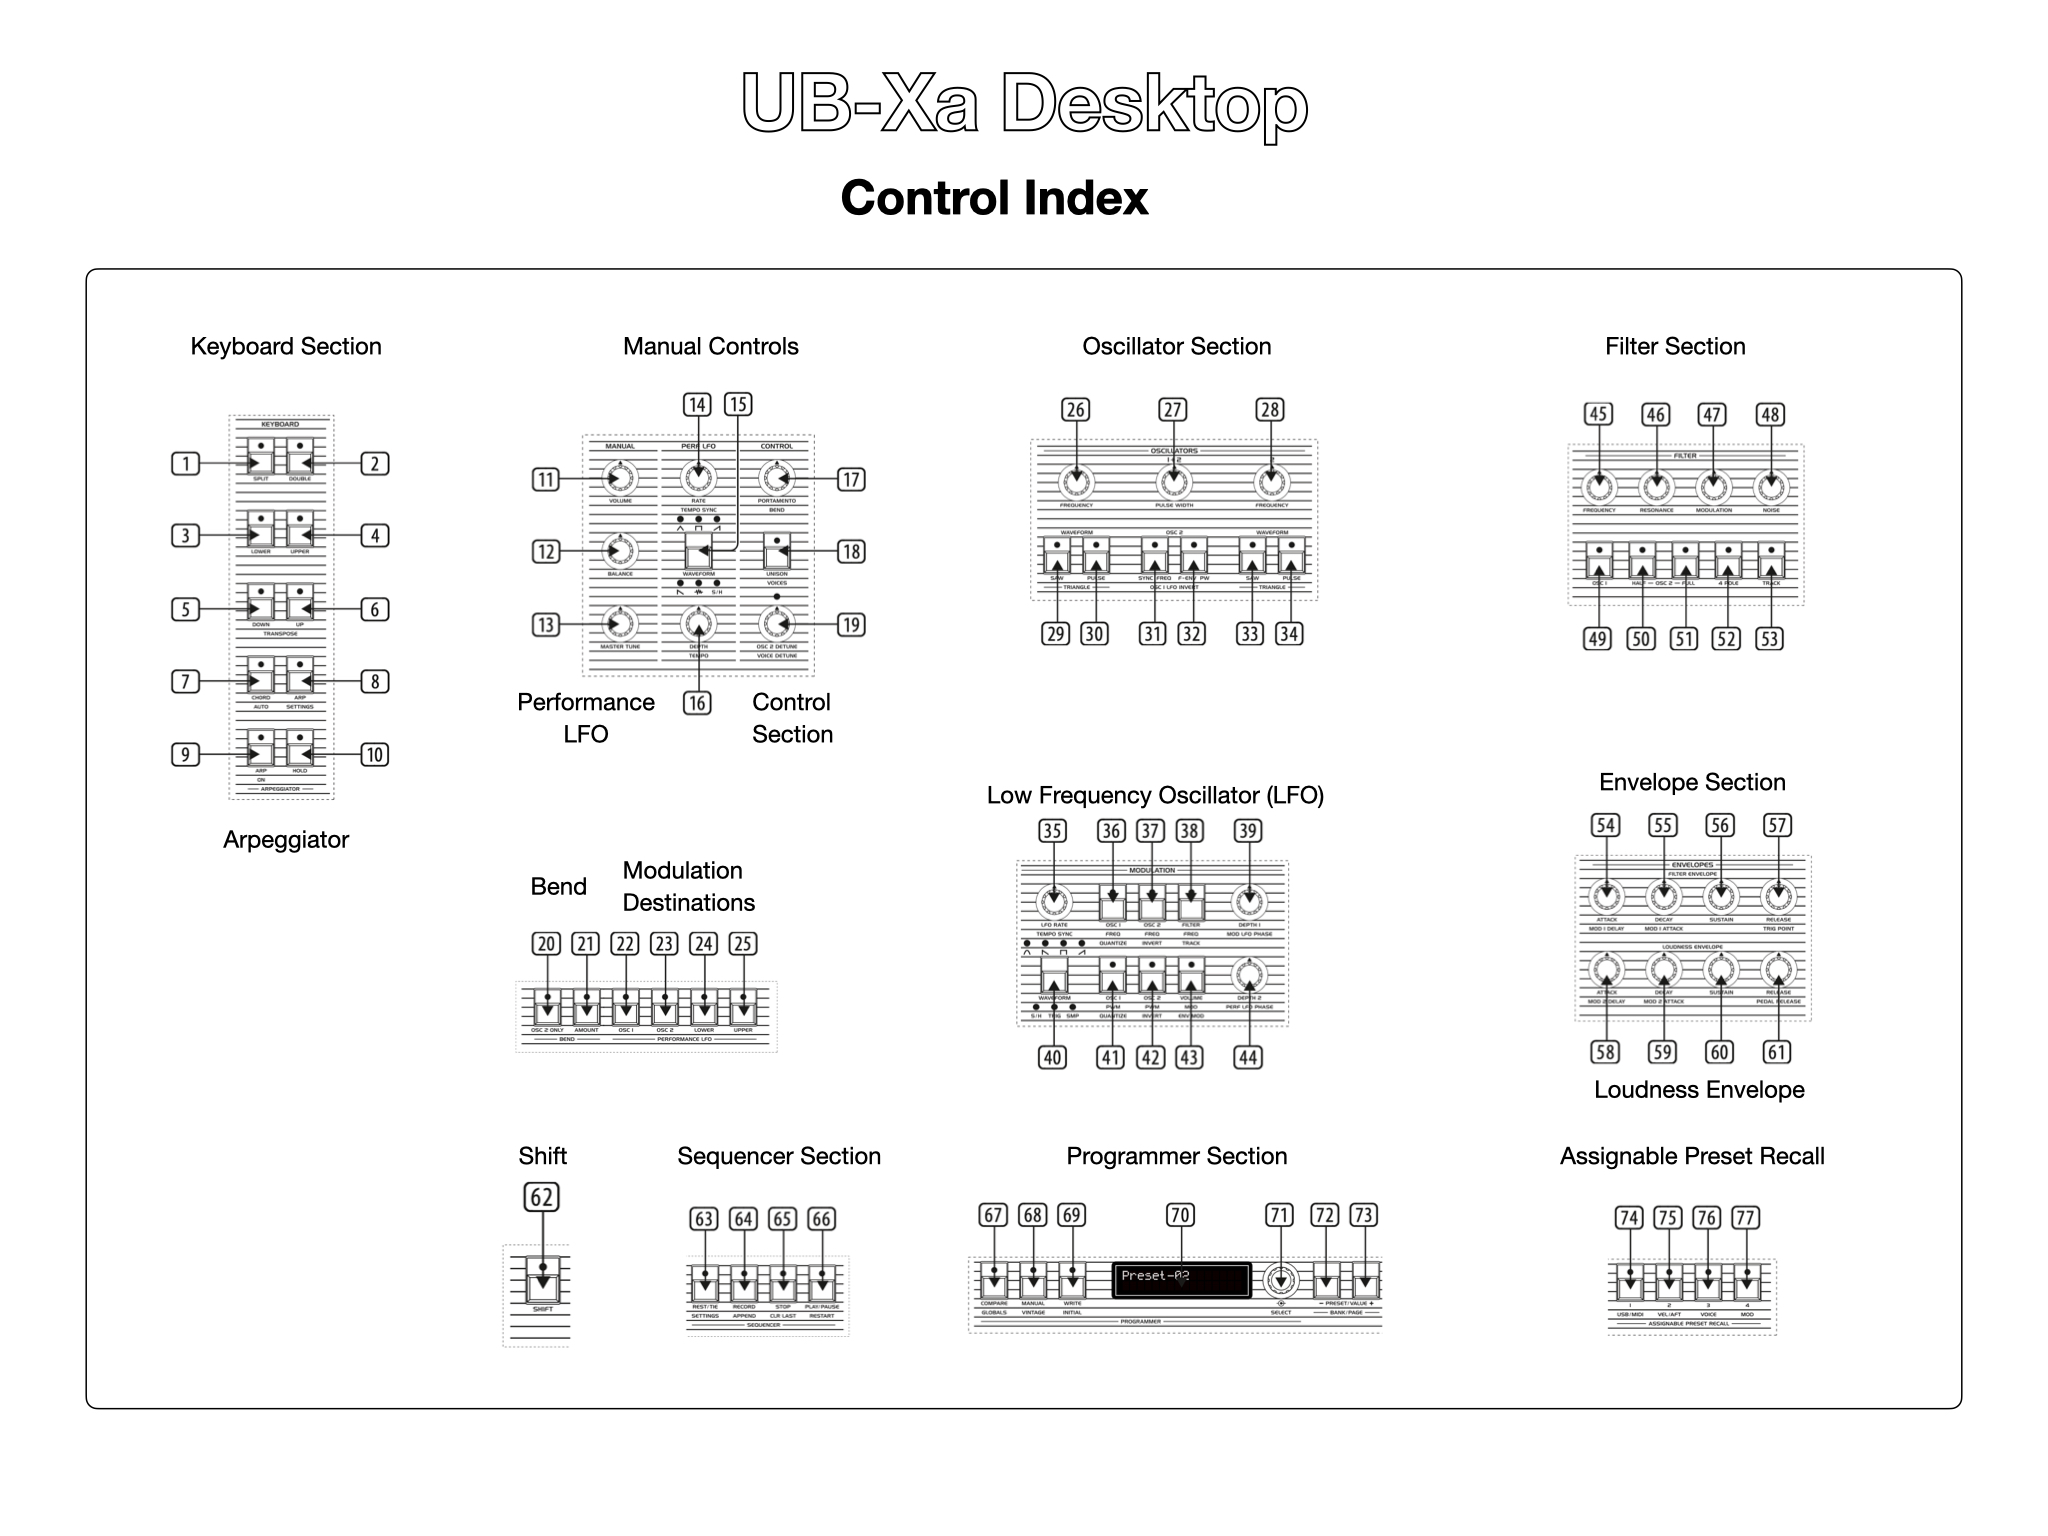 UB-Xa Desktop
Control Index
Keyboard Section
1
2
3
4
5
6
7
8
9
10
KEYBOARD
SPLIT DOUBLE
LOWER UPPER
DOWN UP
TRANSPOSE
CHORD ARP
AUTO SETTINGS
ARP HOLD
ON
ARPEGGIATOR
Arpeggiator
Manual Controls
14 15
11
12
13
17
18
19
16
MANUAL PERF LFO CONTROL
VOLUME RATE PORTAMENTO
TEMPO SYNC BEND
BALANCE WAVEFORM UNISON
S/H VOICES
MASTER TUNE DEPTH OSC 2 DETUNE
TEMPO VOICE DETUNE
Performance
LFO
Control
Section
Bend
Modulation
Destinations
20 21 22 23 24 25
OSC 2 ONLY AMOUNT OSC 1 OSC 2 LOWER UPPER
BEND PERFORMANCE LFO
Oscillator Section
26 27 28
OSCILLATORS
1 + 2 2
FREQUENCY PULSE WIDTH FREQUENCY
WAVEFORM OSC 2 WAVEFORM
SAW PULSE SYNC FREQ F-ENV PW SAW PULSE
TRIANGLE OSC 1 LFO INVERT TRIANGLE
29 30 31 32 33 34
Low Frequency Oscillator (LFO)
35 36 37 38 39
MODULATION
LFO RATE OSC 1 OSC 2 FILTER DEPTH 1
TEMPO SYNC FREQ FREQ FREQ MOD LFO PHASE
QUANTIZE INVERT TRACK
WAVEFORM OSC 1 OSC 2 VOLUME DEPTH 2
PWM PWM MOD PERF LFO PHASE
S/H TRIG SMP QUANTIZE INVERT ENV MOD
40 41 42 43 44
Filter Section
45 46 47 48
FILTER
FREQUENCY RESONANCE MODULATION NOISE
OSC 1 HALF — OSC 2 — FULL 4 POLE TRACK
49 50 51 52 53
Envelope Section
54 55 56 57
ENVELOPES
FILTER ENVELOPE
ATTACK DECAY SUSTAIN RELEASE
MOD 1 DELAY MOD 1 ATTACK TRIG POINT
LOUDNESS ENVELOPE
ATTACK DECAY SUSTAIN RELEASE
MOD 2 DELAY MOD 2 ATTACK PEDAL RELEASE
58 59 60 61
Loudness Envelope
Shift
62
SHIFT
Sequencer Section
63 64 65 66
REST/TIE RECORD STOP PLAY/PAUSE
SETTINGS APPEND CLR LAST RESTART
SEQUENCER
Programmer Section
67 68 69 70 71 72 73
Preset-02
COMPARE MANUAL WRITE − PRESET/VALUE +
GLOBALS VINTAGE INITIAL SELECT BANK/PAGE
PROGRAMMER
Assignable Preset Recall
74 75 76 77
1 2 3 4
USB/MIDI VEL/AFT VOICE MOD
ASSIGNABLE PRESET RECALL